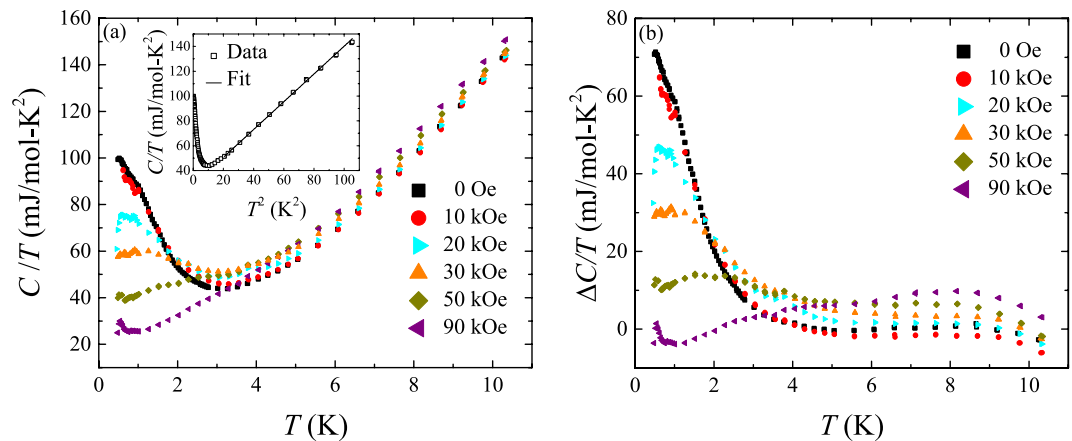 (a)
C /T (mJ/mol-K²)
160
140
120
100
80
60
40
20
0 2 4 6 8 10
T (K)
C/T (mJ/mol-K²)
140
120
100
80
60
40
0 20 40 60 80 100
T² (K²)
Data
Fit
0 Oe
10 kOe
20 kOe
30 kOe
50 kOe
90 kOe
(b)
ΔC/T (mJ/mol-K²)
80
60
40
20
0
0 2 4 6 8 10
T (K)
0 Oe
10 kOe
20 kOe
30 kOe
50 kOe
90 kOe